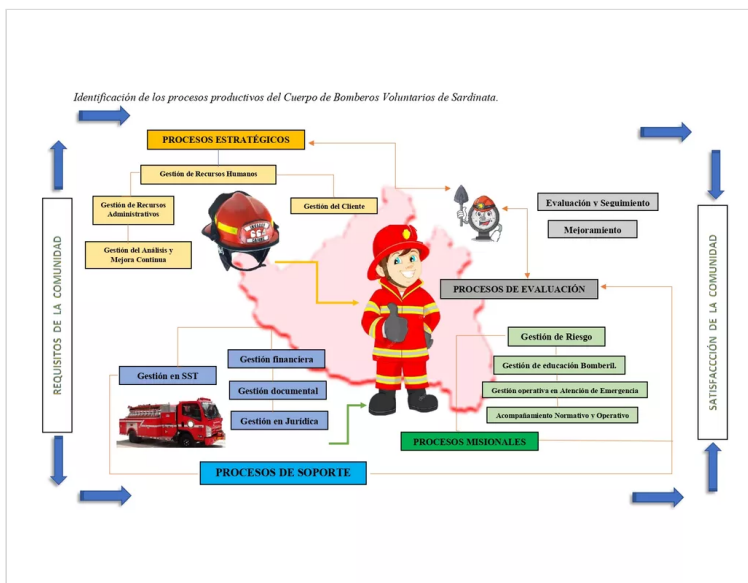 Identificación de los procesos productivos del Cuerpo de Bomberos Voluntarios de Sardinata.
PROCESOS ESTRATÉGICOS
Gestión de Recursos Humanos
Gestión de Recursos
Administrativos
Gestión del Cliente
Gestión del Análisis y
Mejora Continua
Evaluación y Seguimiento
Mejoramiento
PROCESOS DE EVALUACIÓN
REQUISITOS DE LA COMUNIDAD
SATISFACCCIÓN DE LA COMUNIDAD
Gestión de Riesgo
Gestión de educación Bomberil.
Gestión operativa en Atención de Emergencia
Acompañamiento Normativo y Operativo
PROCESOS MISIONALES
Gestión financiera
Gestión en SST
Gestión documental
Gestión en Jurídica
PROCESOS DE SOPORTE